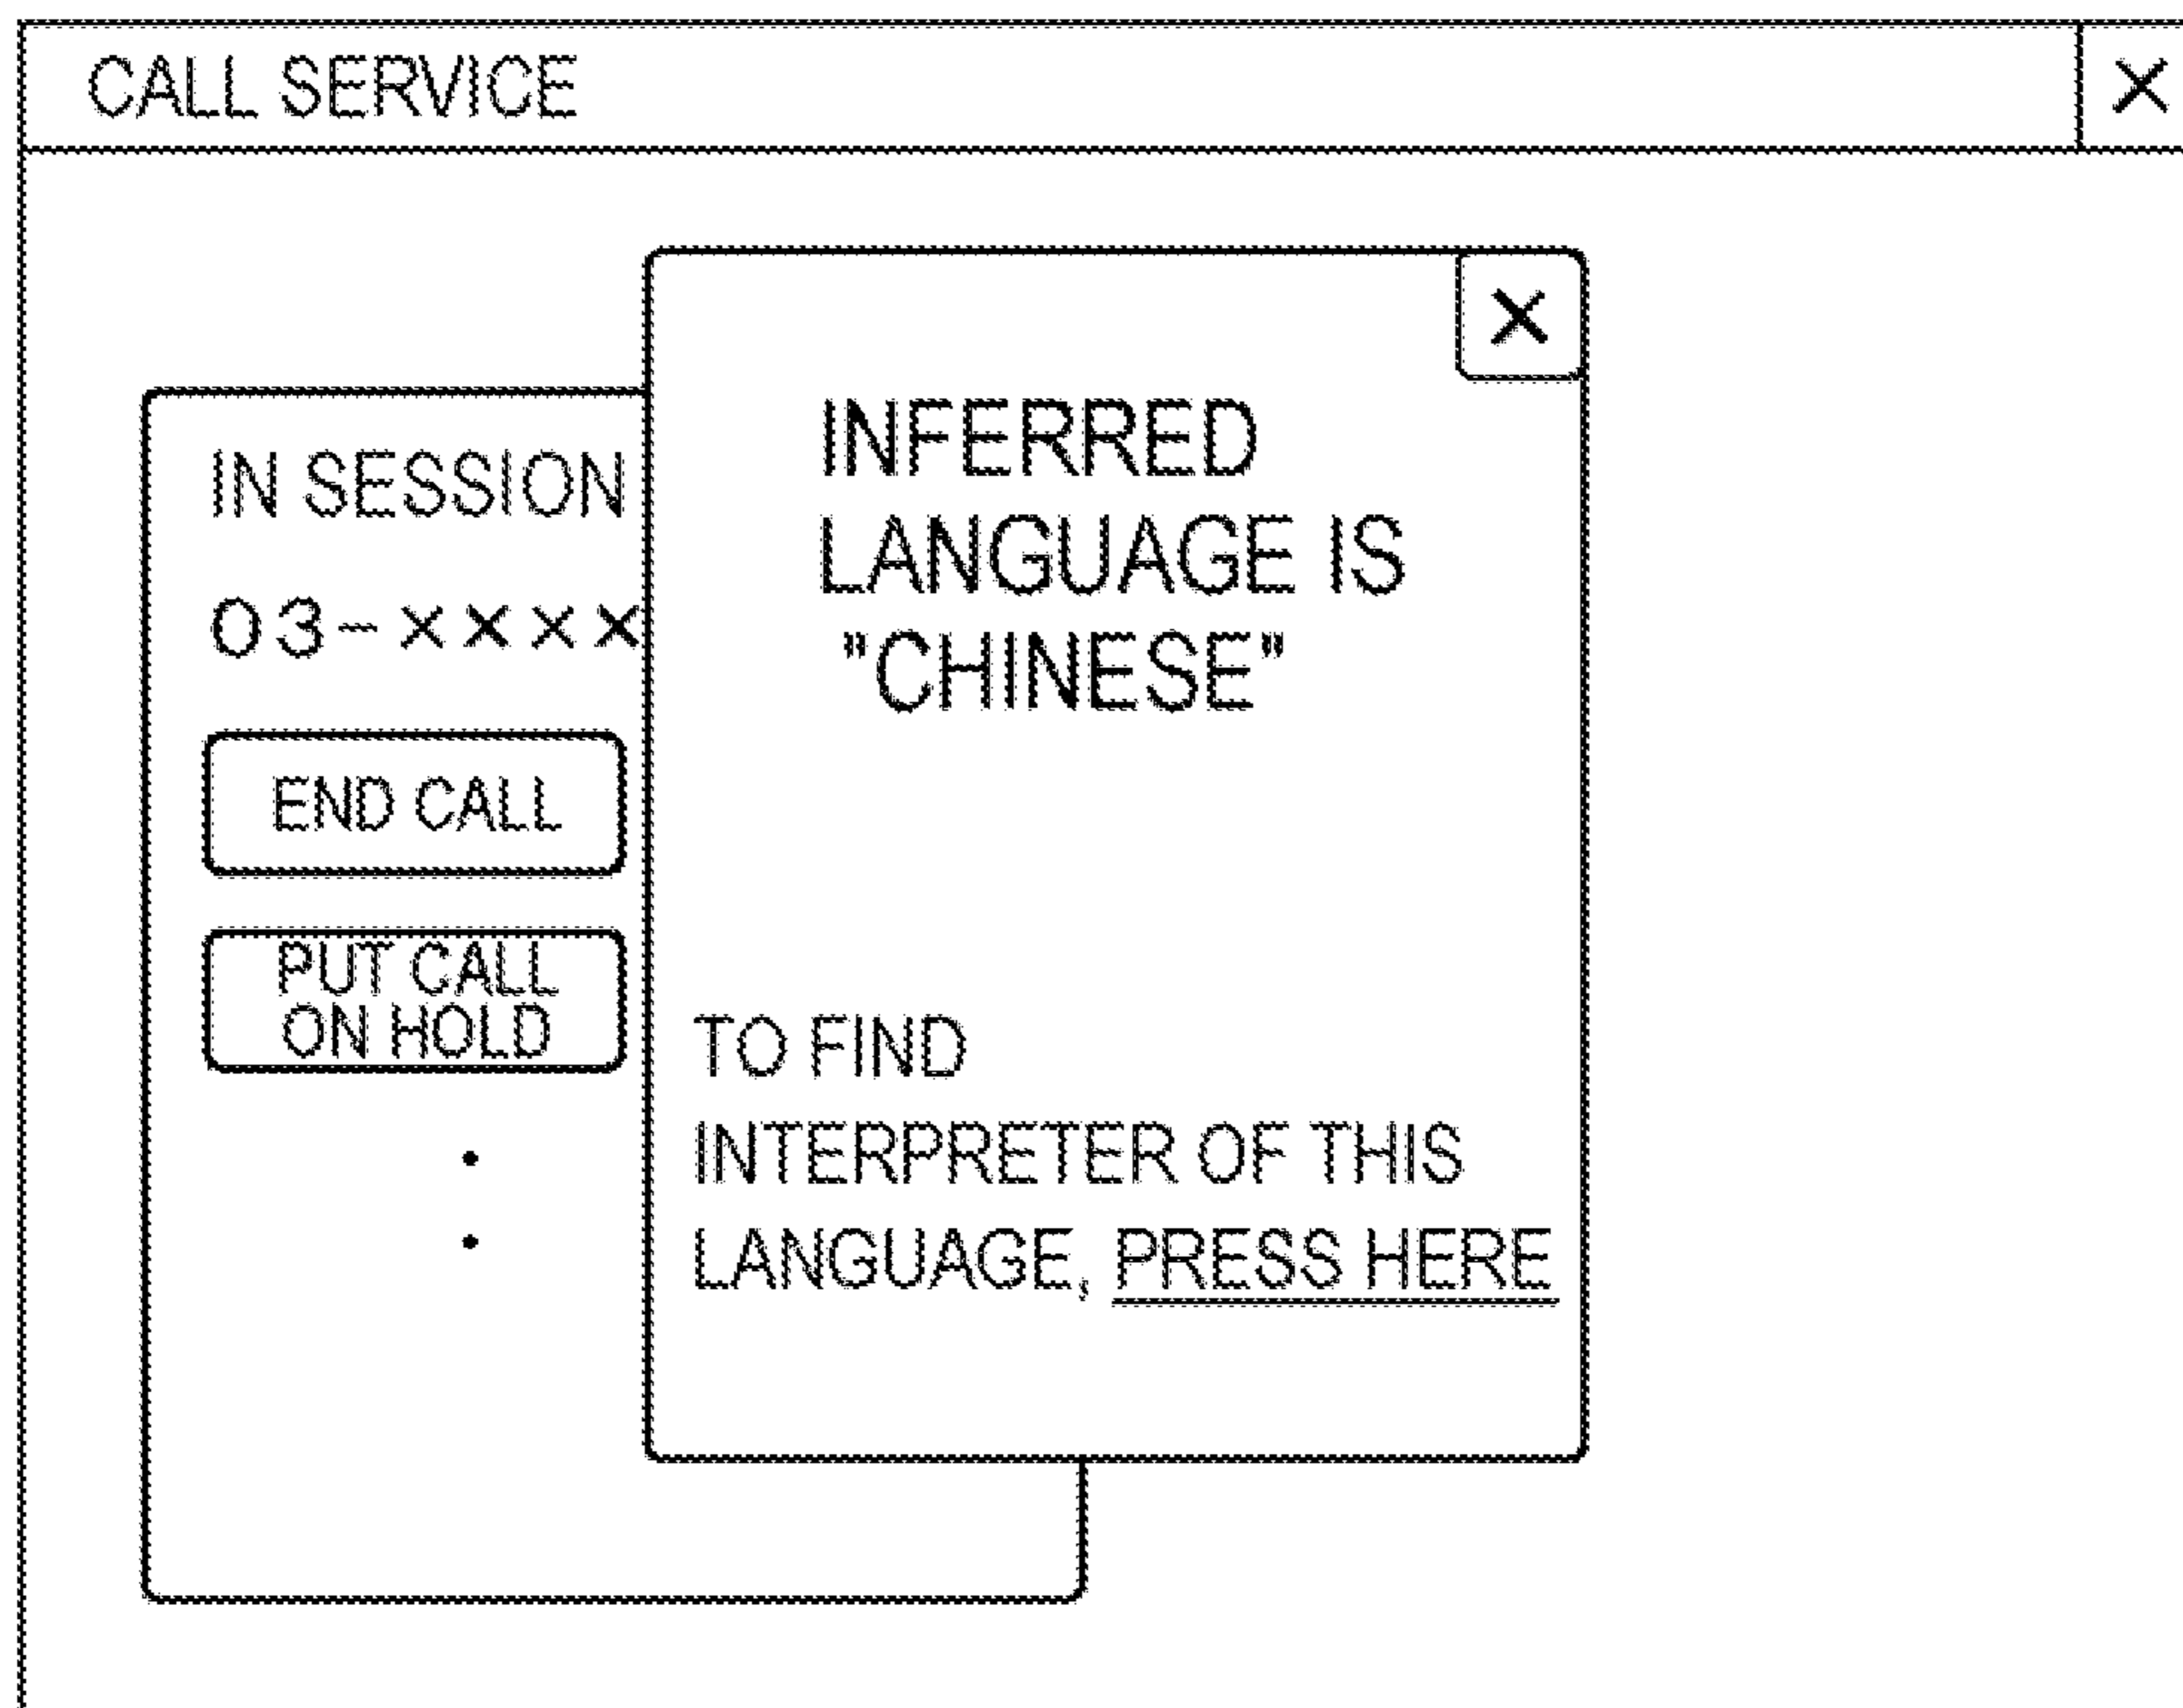 CALL SERVICE ×
IN SESSION
03-××××
END CALL
PUT CALL
ON HOLD
×
INFERRED
LANGUAGE IS
"CHINESE"
TO FIND
INTERPRETER OF THIS
LANGUAGE, PRESS HERE